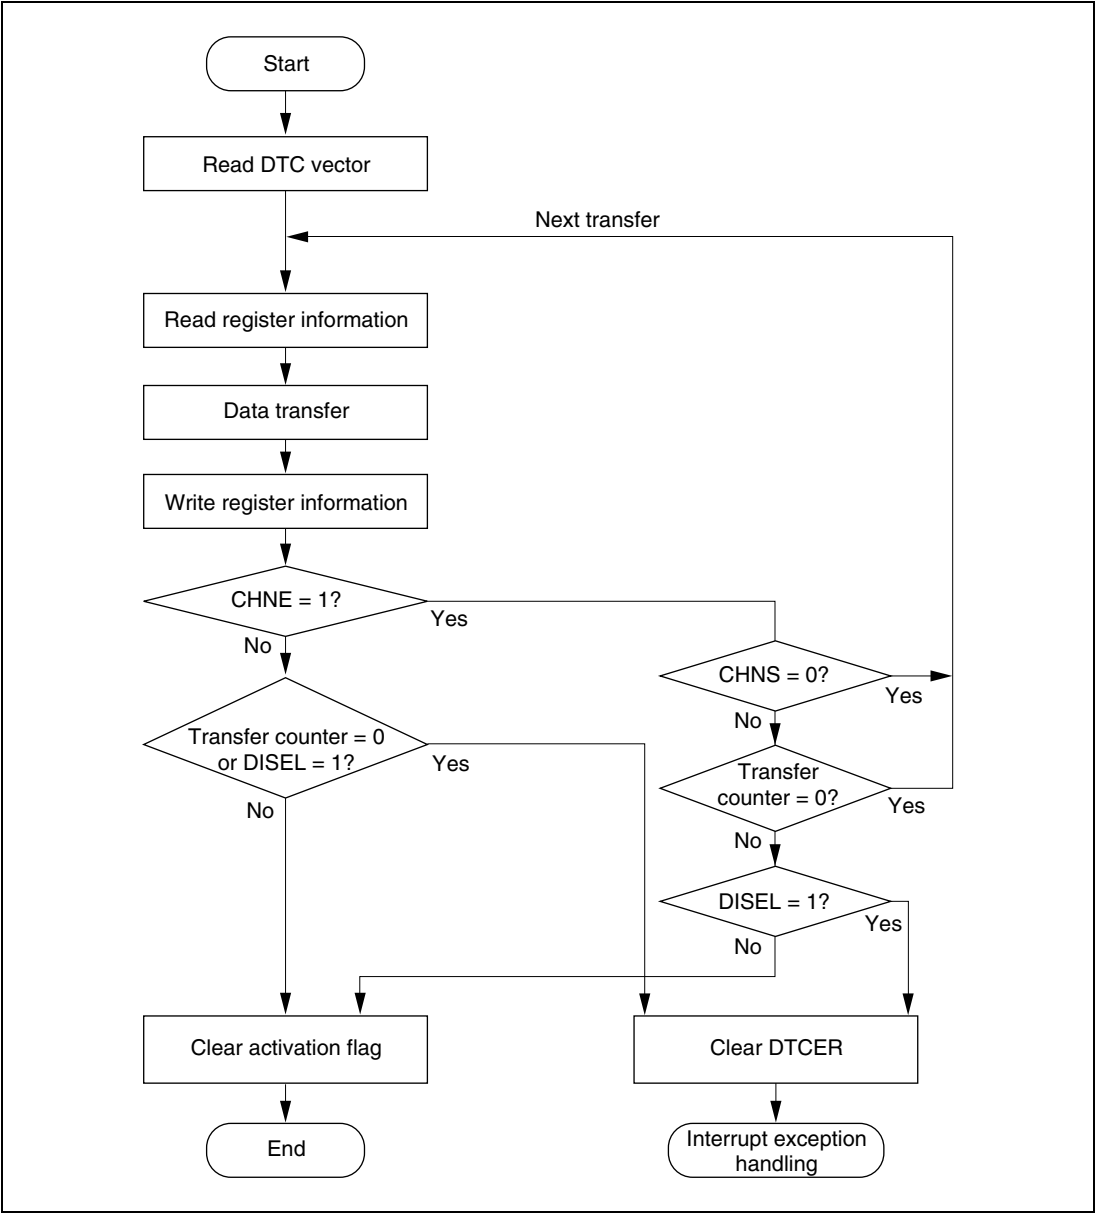 Start
Read DTC vector
Next transfer
Read register information
Data transfer
Write register information
CHNE = 1?
Yes
No
CHNS = 0?
Yes
No
Transfer counter = 0
or DISEL = 1?
Yes
No
Transfer
counter = 0?
Yes
No
DISEL = 1?
Yes
No
Clear activation flag
Clear DTCER
End
Interrupt exception
handling